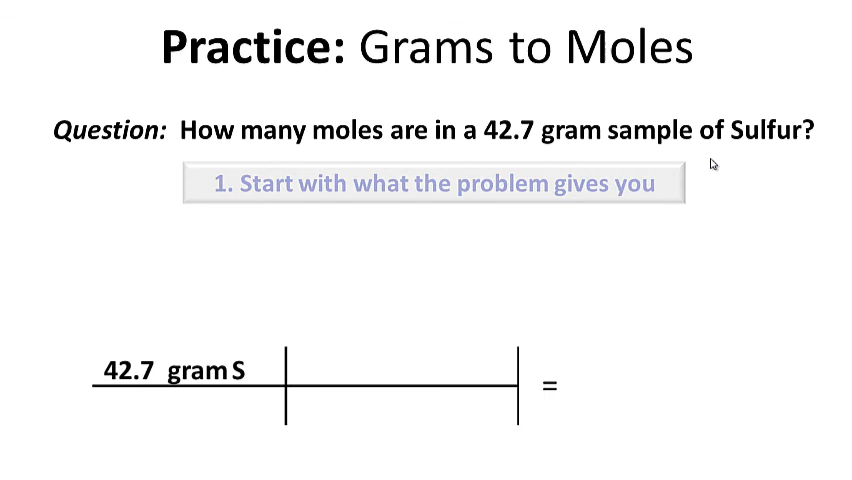 Practice: Grams to Moles
Question: How many moles are in a 42.7 gram sample of Sulfur?
1. Start with what the problem gives you
42.7 gram S
=